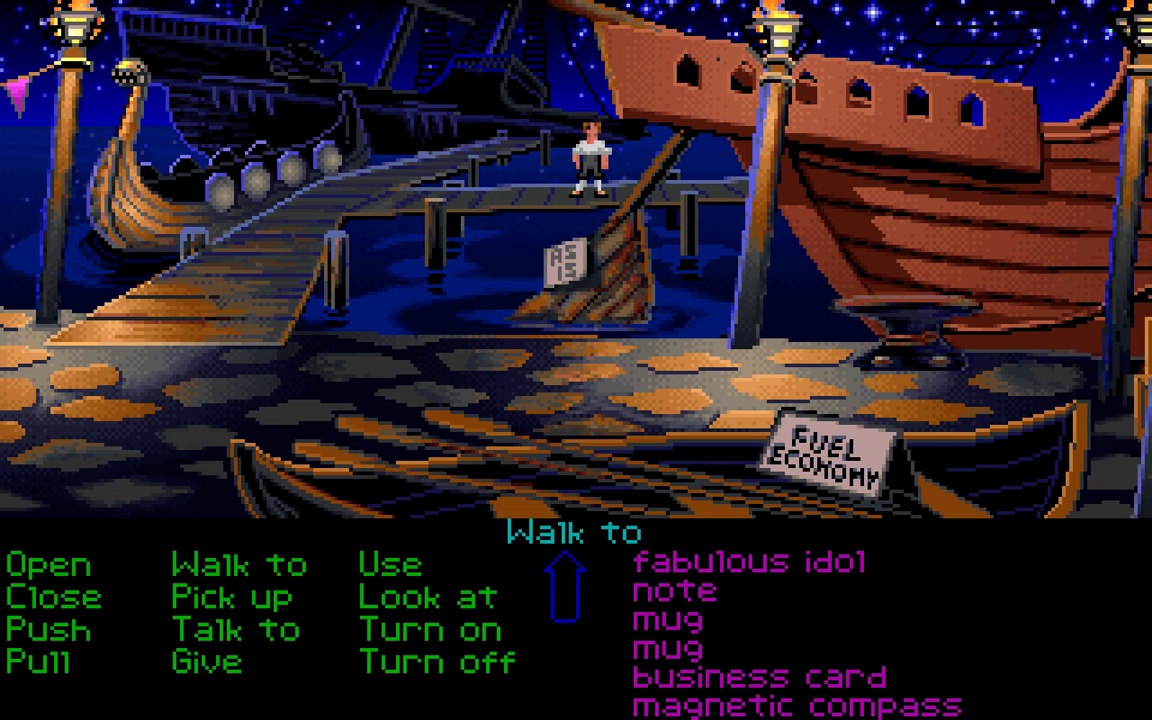 AS
IS
FUEL
ECONOMY
Walk to
Open Walk to Use fabulous idol
Close Pick up Look at note
Push Talk to Turn on mug
Pull Give Turn off mug
business card
magnetic compass